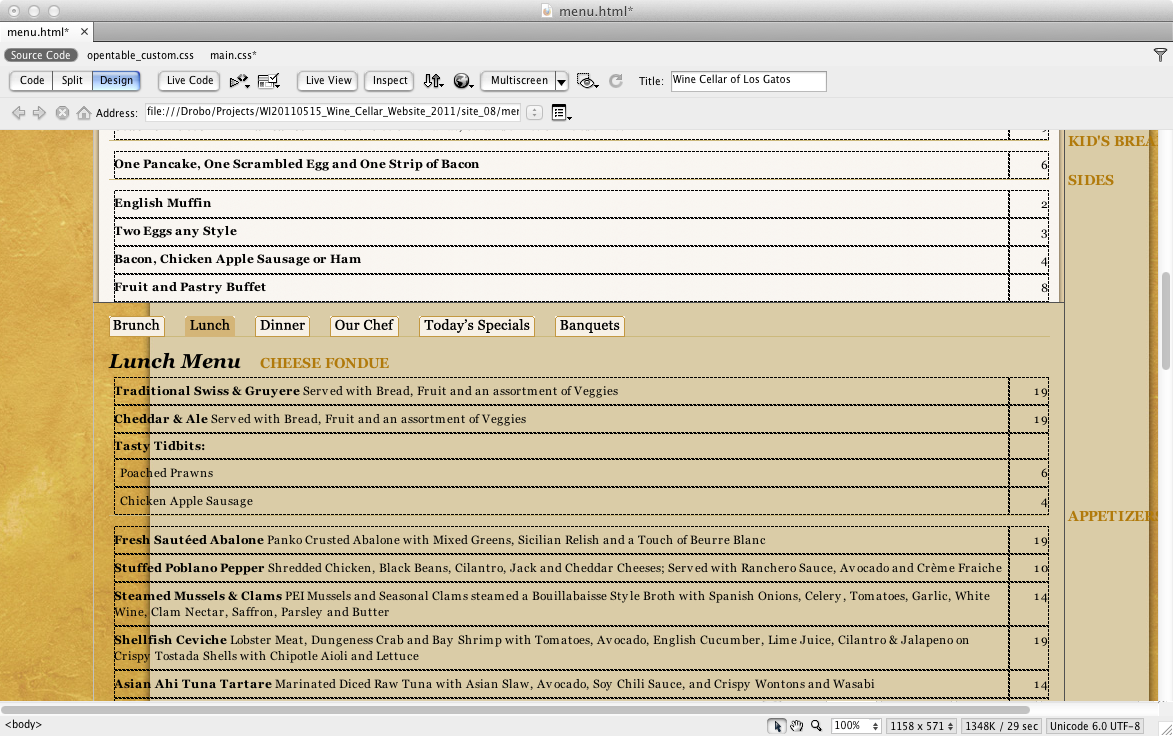 menu.html*
menu.html* ×
Source Code opentable_custom.css main.css*
Code Split Design Live Code Live View Inspect Multiscreen Title: Wine Cellar of Los Gatos
Address: file:///Drobo/Projects/WI20110515_Wine_Cellar_Website_2011/site_08/mer
KID'S BREA
One Pancake, One Scrambled Egg and One Strip of Bacon 6
SIDES
English Muffin 2
Two Eggs any Style 3
Bacon, Chicken Apple Sausage or Ham 4
Fruit and Pastry Buffet 8
Brunch Lunch Dinner Our Chef Today's Specials Banquets
Lunch Menu CHEESE FONDUE
Traditional Swiss & Gruyere Served with Bread, Fruit and an assortment of Veggies 19
Cheddar & Ale Served with Bread, Fruit and an assortment of Veggies 19
Tasty Tidbits:
Poached Prawns 6
Chicken Apple Sausage 4
APPETIZER
Fresh Sautéed Abalone Panko Crusted Abalone with Mixed Greens, Sicilian Relish and a Touch of Beurre Blanc 19
Stuffed Poblano Pepper Shredded Chicken, Black Beans, Cilantro, Jack and Cheddar Cheeses; Served with Ranchero Sauce, Avocado and Crème Fraiche 10
Steamed Mussels & Clams PEI Mussels and Seasonal Clams steamed a Bouillabaisse Style Broth with Spanish Onions, Celery, Tomatoes, Garlic, White 14
Wine, Clam Nectar, Saffron, Parsley and Butter
Shellfish Ceviche Lobster Meat, Dungeness Crab and Bay Shrimp with Tomatoes, Avocado, English Cucumber, Lime Juice, Cilantro & Jalapeno on 19
Crispy Tostada Shells with Chipotle Aioli and Lettuce
Asian Ahi Tuna Tartare Marinated Diced Raw Tuna with Asian Slaw, Avocado, Soy Chili Sauce, and Crispy Wontons and Wasabi 14
<body> 100% 1158 x 571 1348K / 29 sec Unicode 6.0 UTF-8